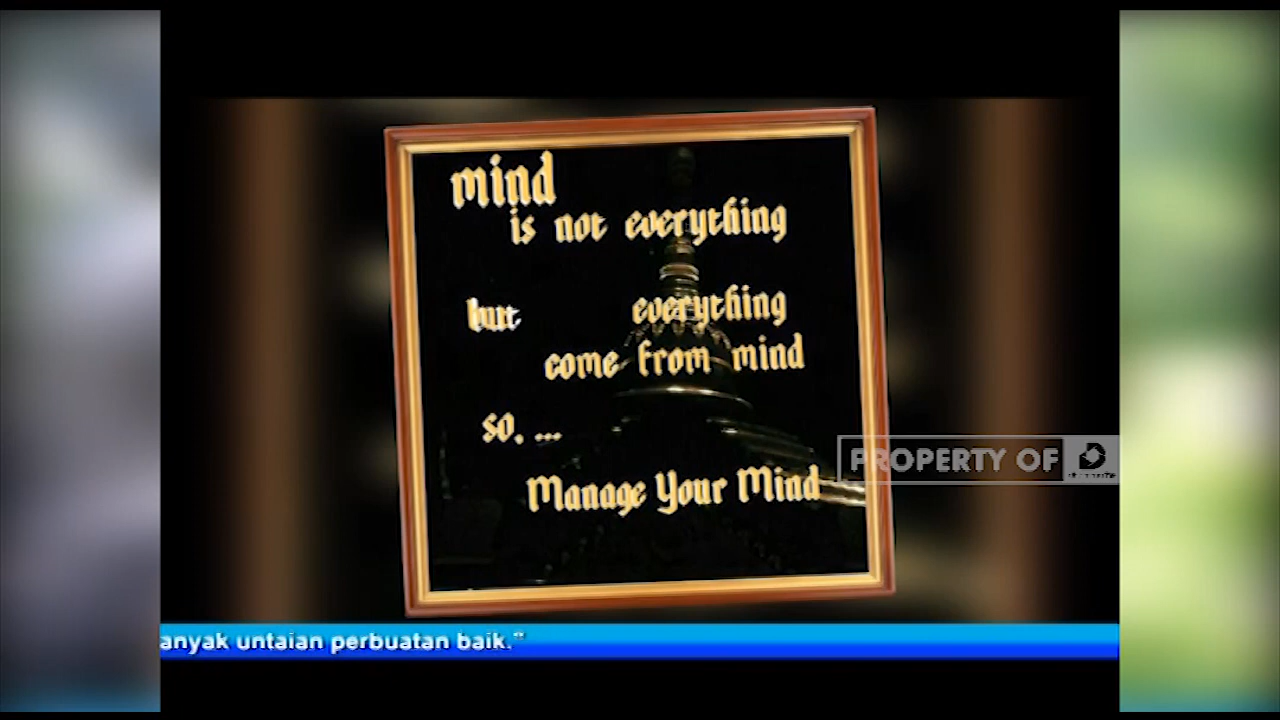 mind
is not everything
but everything
come from mind
so. ...
Manage Your Mind
PROPERTY OF
anyak untaian perbuatan baik."